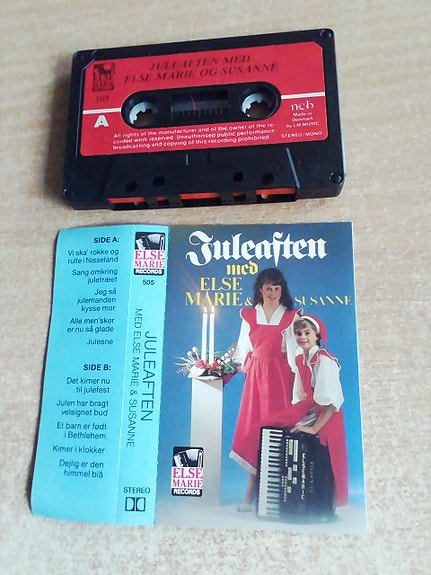 JULEAFTEN MED
ELSE MARIE OG SUSANNE
505
A
ncb
Made in
Denmark
by LM MUZIC
STEREO/MONO
All rights of the manufacturer and of the owner of the re-
corded work reserved. Unauthorised public performance
broadcasting and copying of this recording prohibited
SIDE A:
Vi ska' rokke og
rulle i Nisseland
Sang omkring
juletræet
Jeg så
julemanden
kysse mor
Alle men'sker
er nu så glade
Julesne
SIDE B:
Det kimer nu
til julefest
Julen har bragt
velsignet bud
Et barn er født
i Bethlehem
Kimer i klokker
Dejlig er den
himmel blå
ELSE
MARIE
RECORDS
505
JULEAFTEN
MED ELSE MARIE & SUSANNE
STEREO
Juleaften
med
ELSE
MARIE & SUSANNE
ELSE
MARIE
RECORDS
ELSEMARIE